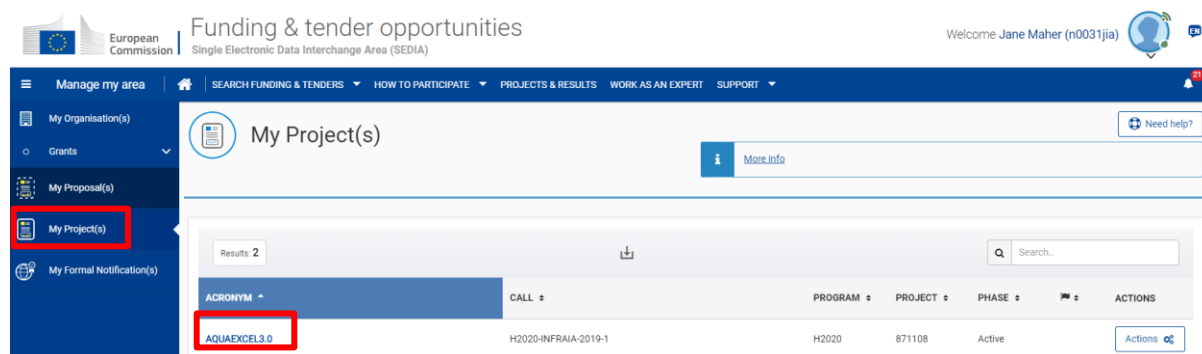 European
Commission
Funding & tender opportunities
Single Electronic Data Interchange Area (SEDIA)
Welcome Jane Maher (n0031jia)
EN
Manage my area
SEARCH FUNDING & TENDERS HOW TO PARTICIPATE PROJECTS & RESULTS WORK AS AN EXPERT SUPPORT
21
My Organisation(s)
Grants
My Proposal(s)
My Project(s)
My Formal Notification(s)
My Project(s)
Need help?
i More info
Results: 2
Search..
ACRONYM CALL PROGRAM PROJECT PHASE ACTIONS
AQUAEXCEL3.0 H2020-INFRAIA-2019-1 H2020 871108 Active Actions